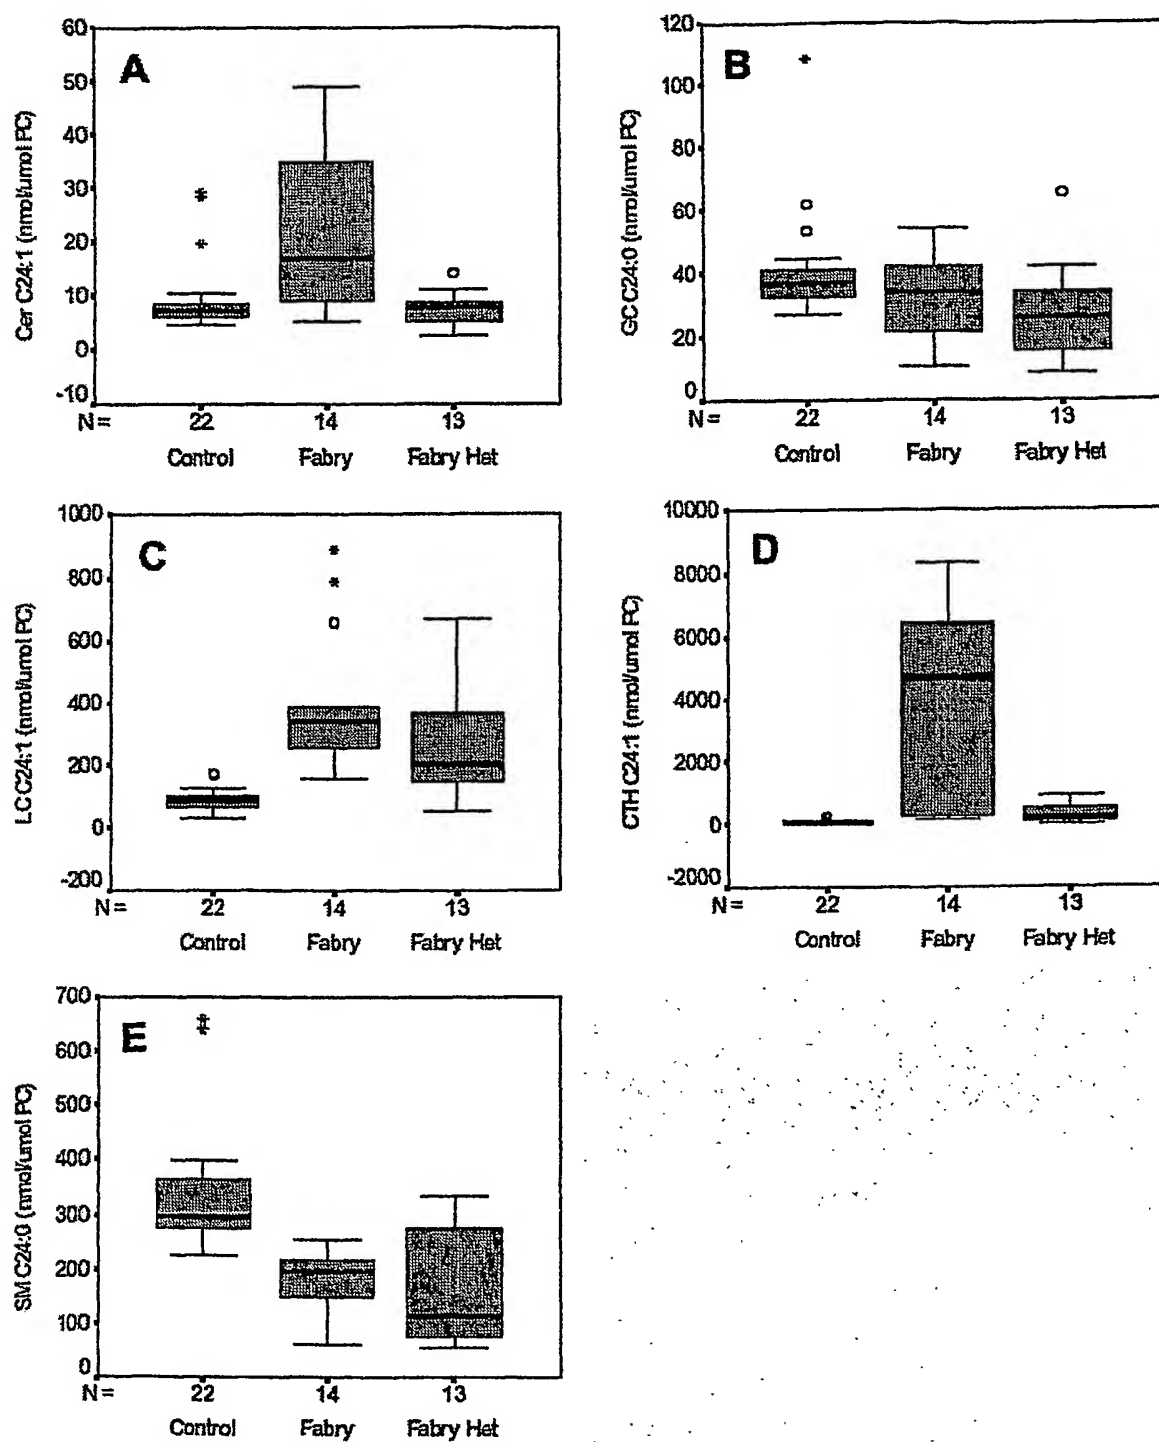 A
Cer C24:1 (nmol/umol PC)
60
50
40
30
20
10
0
-10
N =
22
14
13
Control
Fabry
Fabry Het
B
GC C24:0 (nmol/umol PC)
120
100
80
60
40
20
0
N =
22
14
13
Control
Fabry
Fabry Het
C
LC C24:1 (nmol/umol PC)
1000
800
600
400
200
0
-200
N =
22
14
13
Control
Fabry
Fabry Het
D
CTH C24:1 (nmol/umol PC)
10000
8000
6000
4000
2000
0
-2000
N =
22
14
13
Control
Fabry
Fabry Het
E
SM C24:0 (nmol/umol PC)
700
600
500
400
300
200
100
0
N =
22
14
13
Control
Fabry
Fabry Het